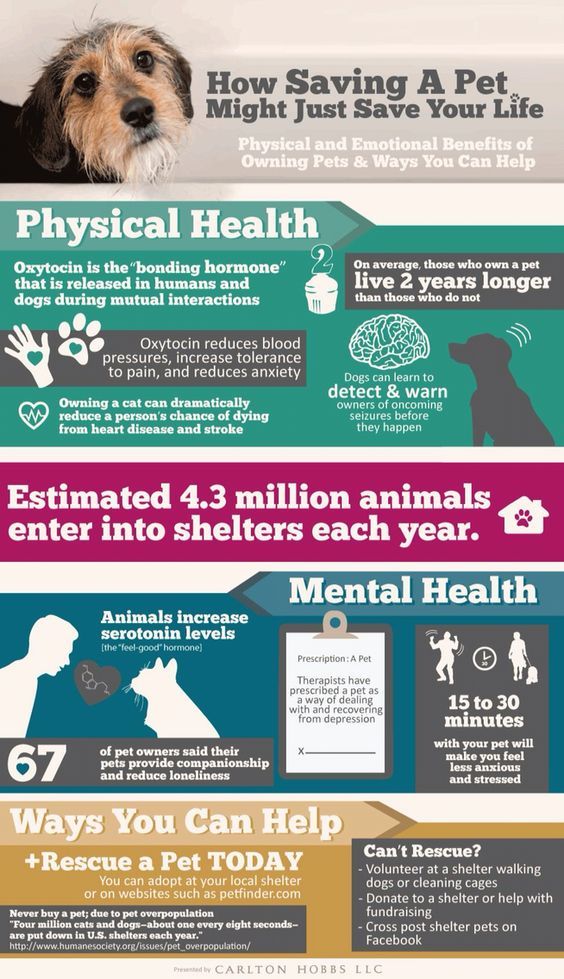 How Saving A Pet
Might Just Save Your Life
Physical and Emotional Benefits of
Owning Pets & Ways You Can Help
Physical Health
Oxytocin is the "bonding hormone"
that is released in humans and
dogs during mutual interactions
2
On average, those who own a pet
live 2 years longer
than those who do not
Oxytocin reduces blood
pressures, increase tolerance
to pain, and reduces anxiety
Dogs can learn to
detect & warn
owners of oncoming
seizures before
they happen
Owning a cat can dramatically
reduce a person's chance of dying
from heart disease and stroke
Estimated 4.3 million animals
enter into shelters each year.
Mental Health
Animals increase
serotonin levels
[the "feel-good" hormone]
Prescription: A Pet
Therapists have
prescribed a pet as
a way of dealing
with and recovering
from depression
X
30
15 to 30
minutes
with your pet will
make you feel
less anxious
and stressed
67
of pet owners said their
pets provide companionship
and reduce loneliness
Ways You Can Help
+Rescue a Pet TODAY
You can adopt at your local shelter
or on websites such as petfinder.com
Never buy a pet; due to pet overpopulation
"Four million cats and dogs—about one every eight seconds—
are put down in U.S. shelters each year."
http://www.humanesociety.org/issues/pet_overpopulation/
Can't Rescue?
- Volunteer at a shelter walking
dogs or cleaning cages
- Donate to a shelter or help with
fundraising
- Cross post shelter pets on
Facebook
Presented by CARLTON HOBBS LLC